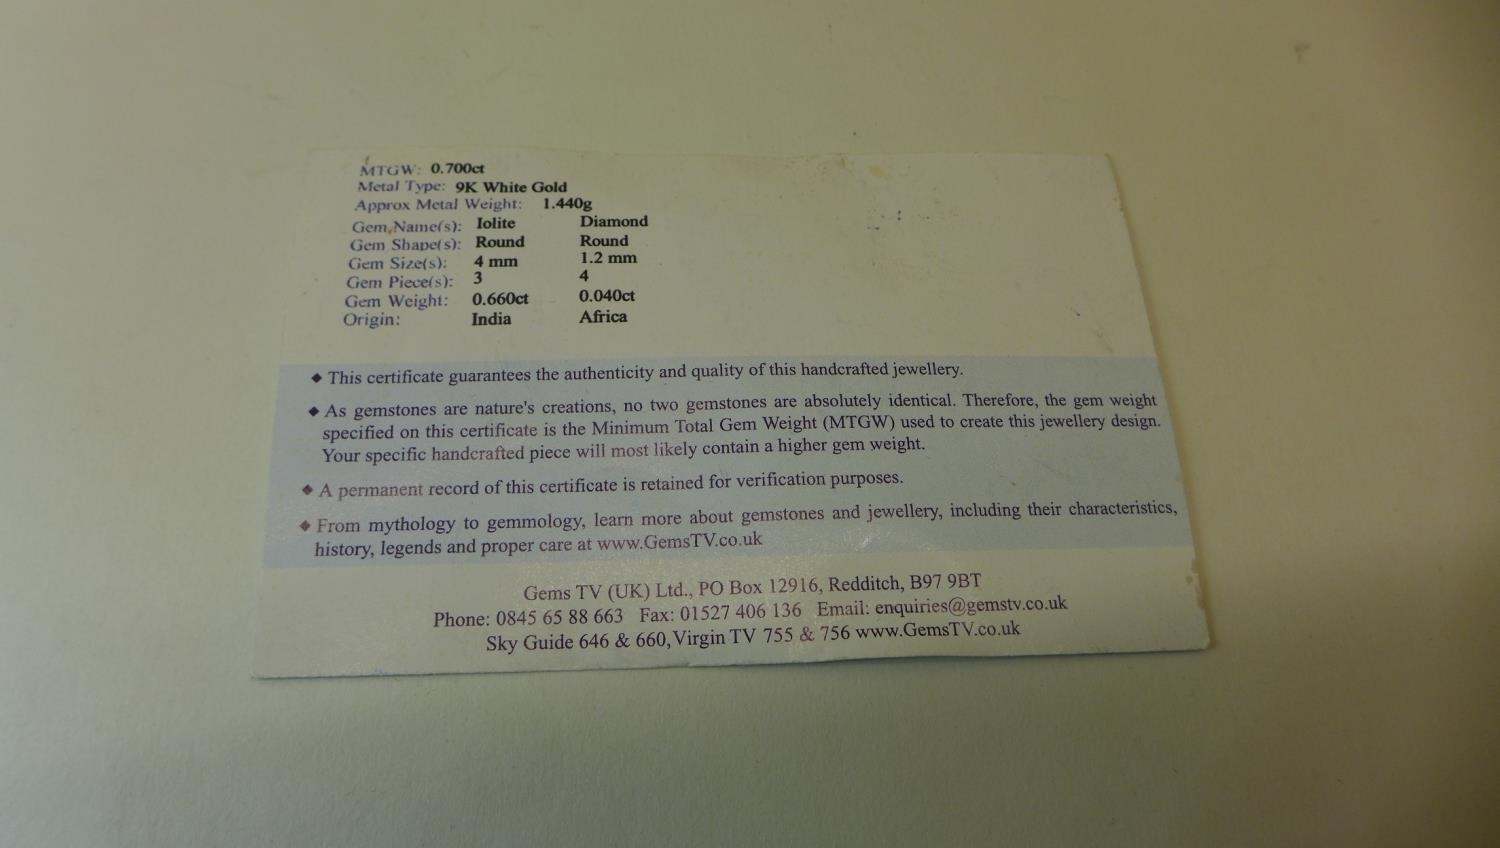 MTGW: 0.700ct
Metal Type: 9K White Gold
Approx Metal Weight: 1.440g
Gem Name(s): Iolite Diamond
Gem Shape(s): Round Round
Gem Size(s): 4 mm 1.2 mm
Gem Piece(s): 3 4
Gem Weight: 0.660ct 0.040ct
Origin: India Africa
◆ This certificate guarantees the authenticity and quality of this handcrafted jewellery.
◆ As gemstones are nature's creations, no two gemstones are absolutely identical. Therefore, the gem weight
specified on this certificate is the Minimum Total Gem Weight (MTGW) used to create this jewellery design.
Your specific handcrafted piece will most likely contain a higher gem weight.
◆ A permanent record of this certificate is retained for verification purposes.
◆ From mythology to gemmology, learn more about gemstones and jewellery, including their characteristics,
history, legends and proper care at www.GemsTV.co.uk
Gems TV (UK) Ltd., PO Box 12916, Redditch, B97 9BT
Phone: 0845 65 88 663 Fax: 01527 406 136 Email: enquiries@gemstv.co.uk
Sky Guide 646 & 660, Virgin TV 755 & 756 www.GemsTV.co.uk